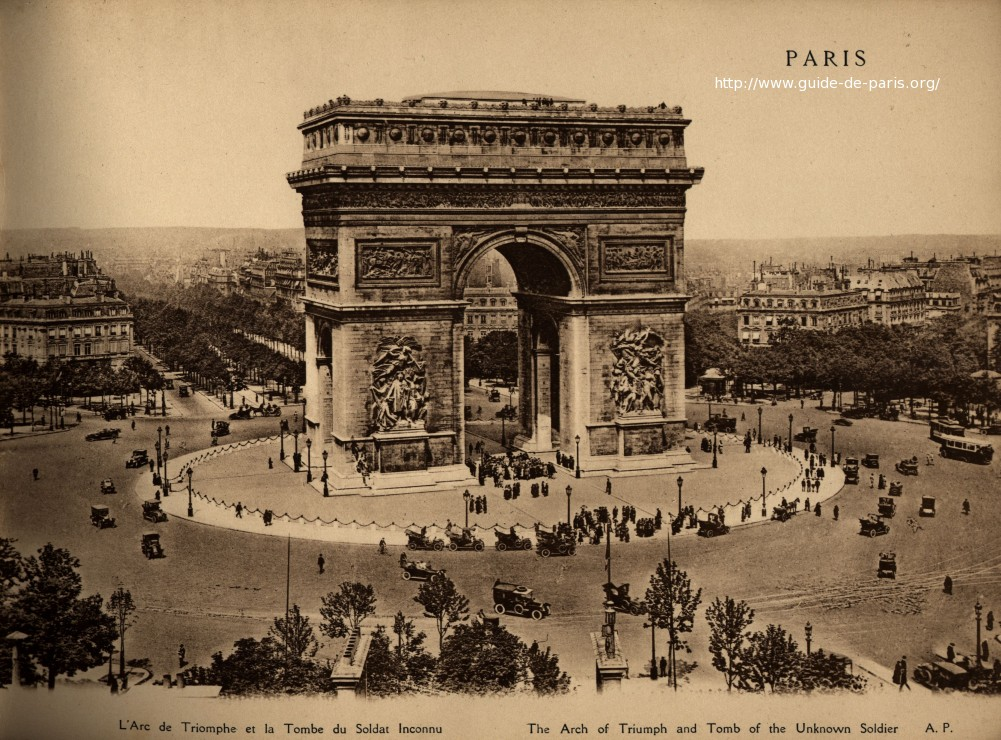 PARIS
http://www.guide-de-paris.org/
L'Arc de Triomphe et la Tombe du Soldat Inconnu
The Arch of Triumph and Tomb of the Unknown Soldier A. P.